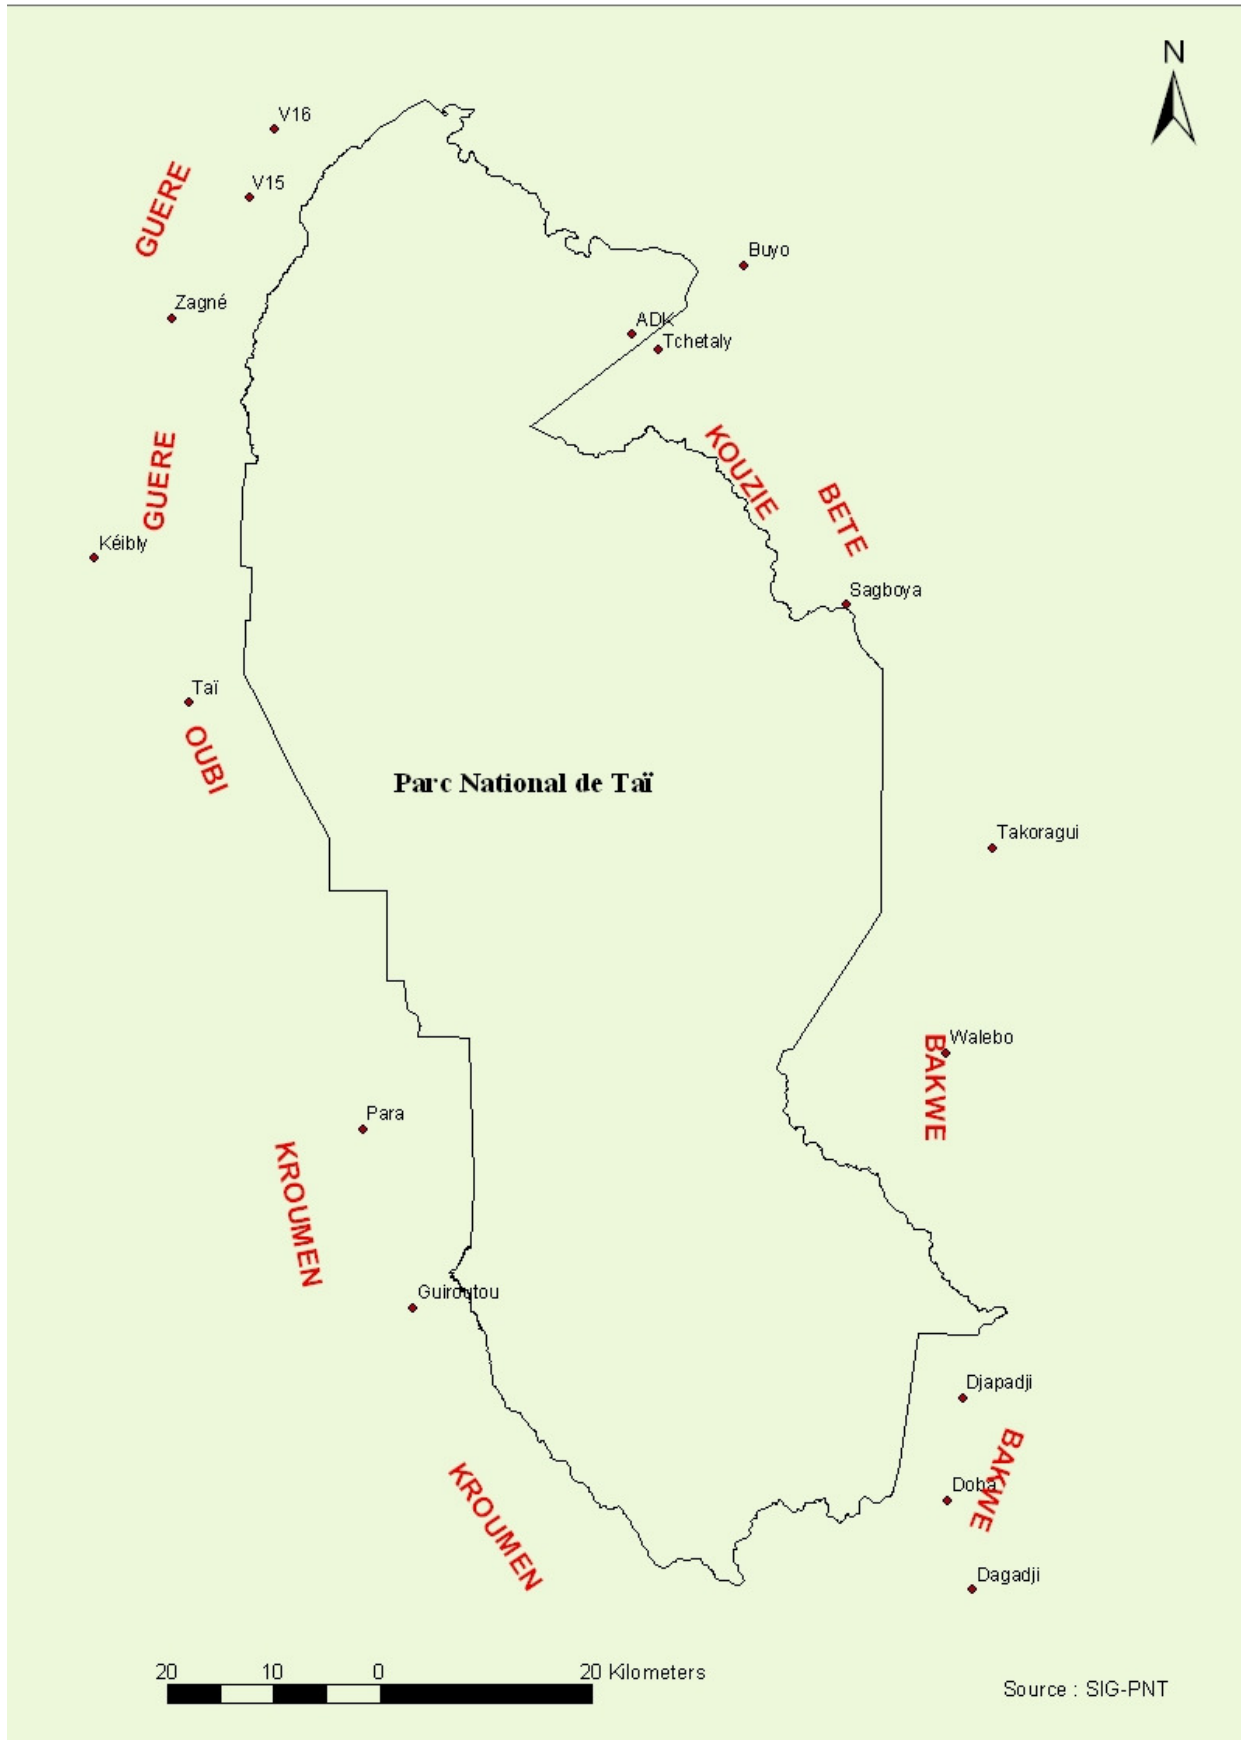 N
V16
V15
GUERE
Buyo
Zagné
ADK
Tchetaly
KOUZIE
BETE
GUERE
Kéibly
Sagboya
Taï
OUBI
Parc National de Taï
Takoragui
Walebo
BAKWE
Para
KROUMEN
Guiroutou
Djapadji
BAKWE
Doba
KROUMEN
Dagadji
20 10 0 20 Kilometers
Source : SIG-PNT